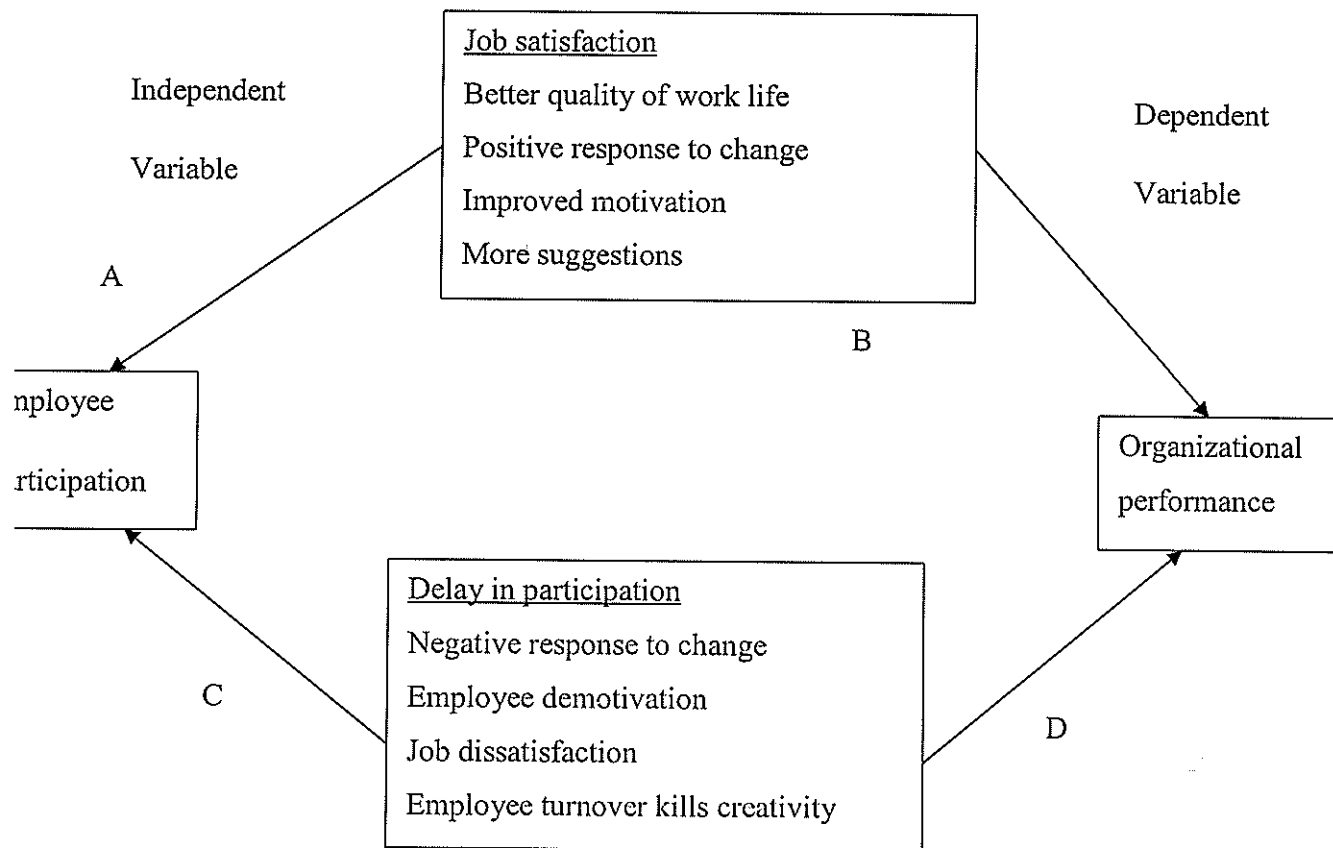 Job satisfaction
Better quality of work life
Positive response to change
Improved motivation
More suggestions
Independent
Variable
Dependent
Variable
A
B
mployee
rticipation
Organizational
performance
Delay in participation
Negative response to change
Employee demotivation
Job dissatisfaction
Employee turnover kills creativity
C
D